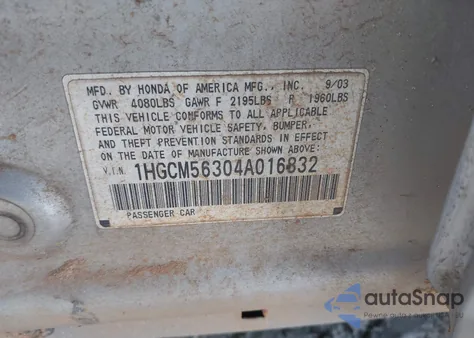 MFD. BY HONDA OF AMERICA MFG., INC. 9/03
GVWR 4080LBS GAWR F 2195LBS R 1960LBS
THIS VEHICLE CONFORMS TO ALL APPLICABLE
FEDERAL MOTOR VEHICLE SAFETY, BUMPER,
AND THEFT PREVENTION STANDARDS IN EFFECT
ON THE DATE OF MANUFACTURE SHOWN ABOVE.
V.I.N. 1HGCM56304A016832
PASSENGER CAR
autoSnap